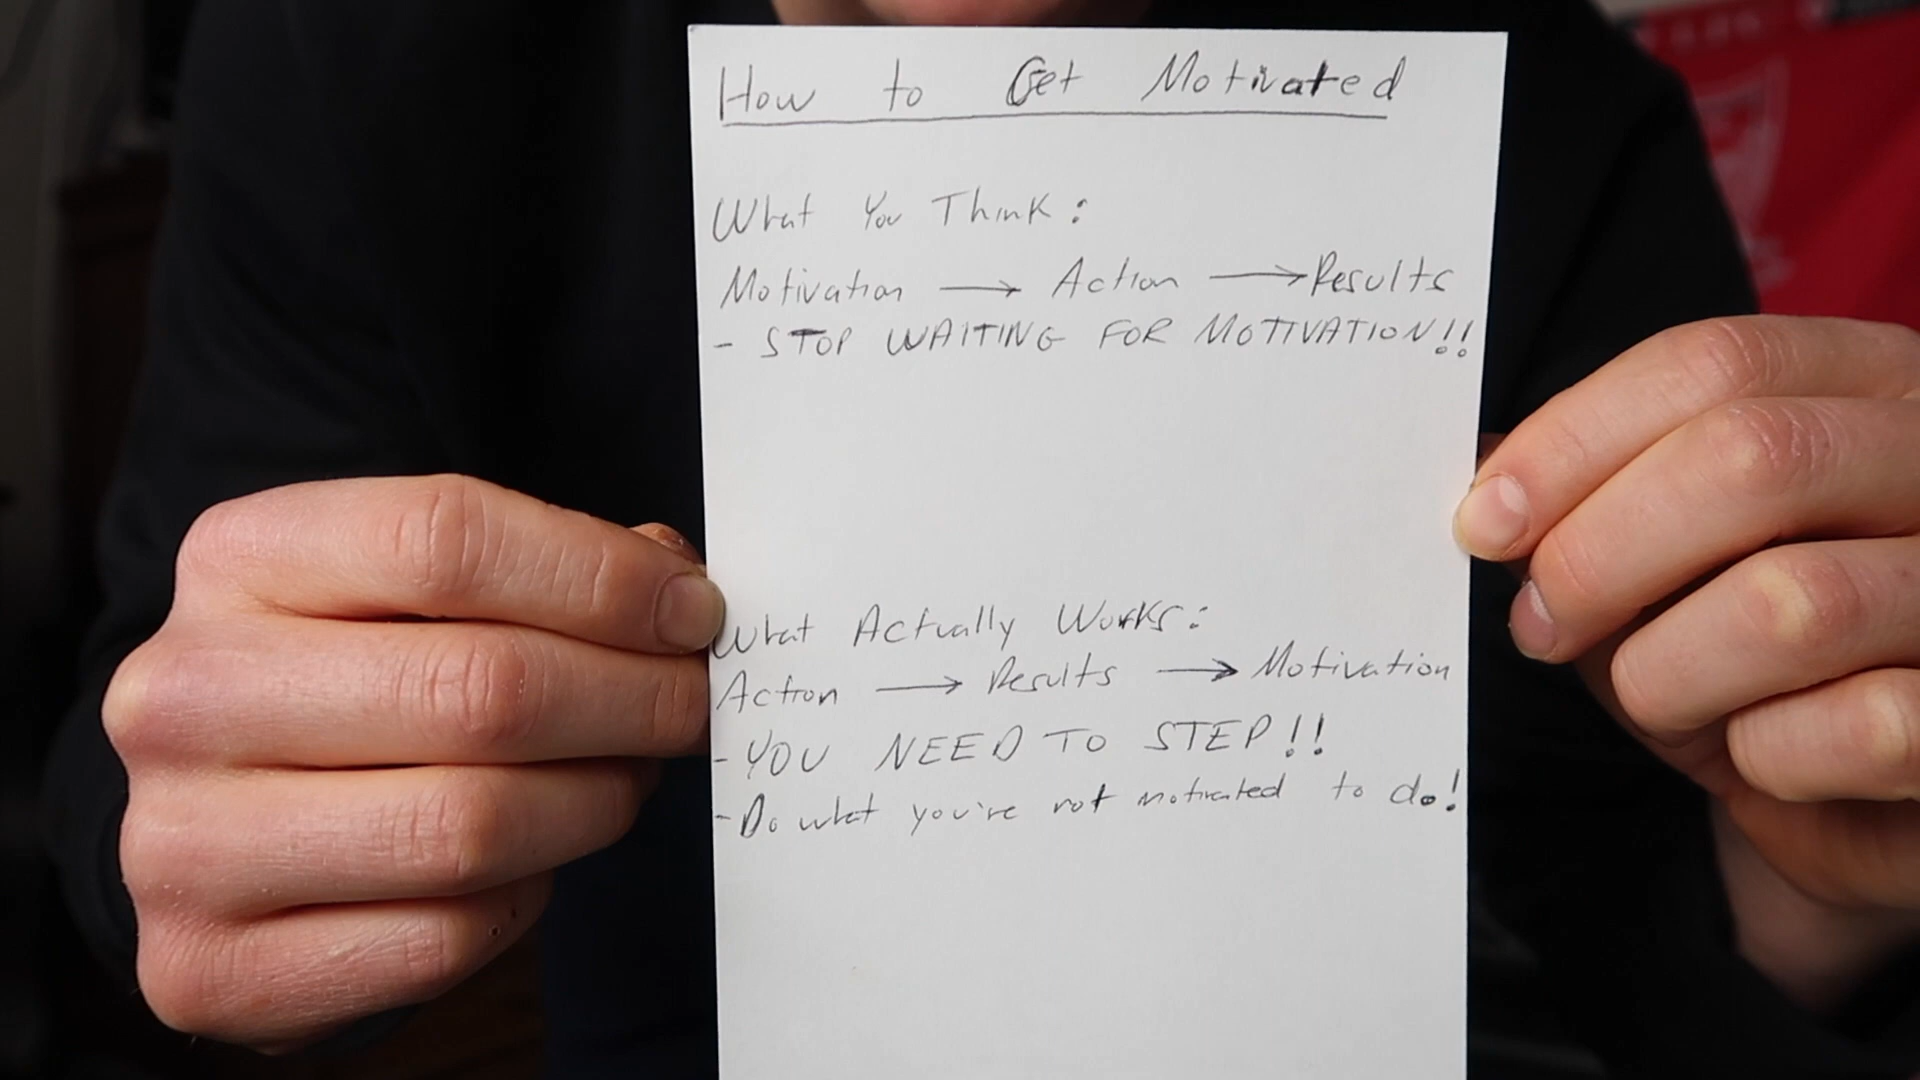 How to Get Motivated
What You Think:
Motivation → Action → Results
- STOP WAITING FOR MOTIVATION!!
What Actually Works:
Action → Results → Motivation
- YOU NEED TO STEP!!
- Do what you're not motivated to do!